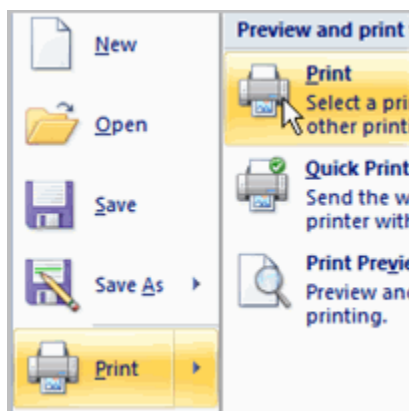 New
Open
Save
Save As
Print
Preview and print
Print
Select a pri
other print
Quick Print
Send the w
printer with
Print Previe
Preview and
printing.